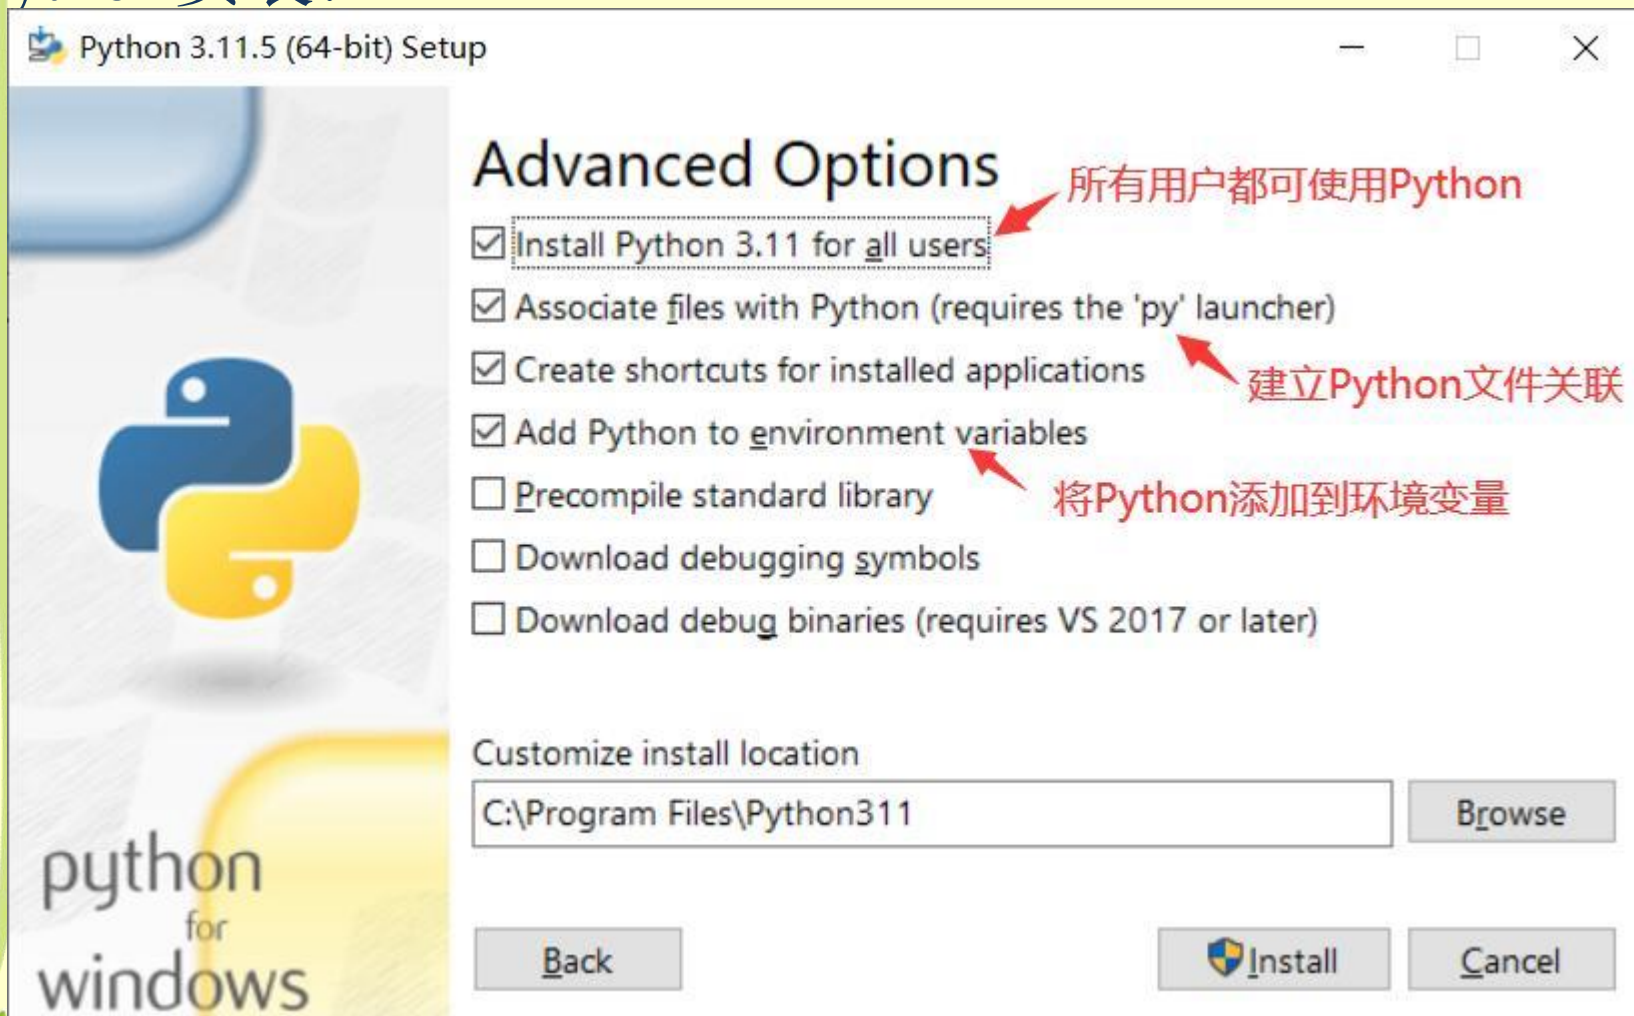 Python 3.11.5 (64-bit) Setup
Advanced Options
所有用户都可使用Python
Install Python 3.11 for all users
Associate files with Python (requires the 'py' launcher)
Create shortcuts for installed applications
建立Python文件关联
Add Python to environment variables
Precompile standard library
将Python添加到环境变量
Download debugging symbols
Download debug binaries (requires VS 2017 or later)
Customize install location
C:\Program Files\Python311
Browse
python
for
windows
Back
Install
Cancel